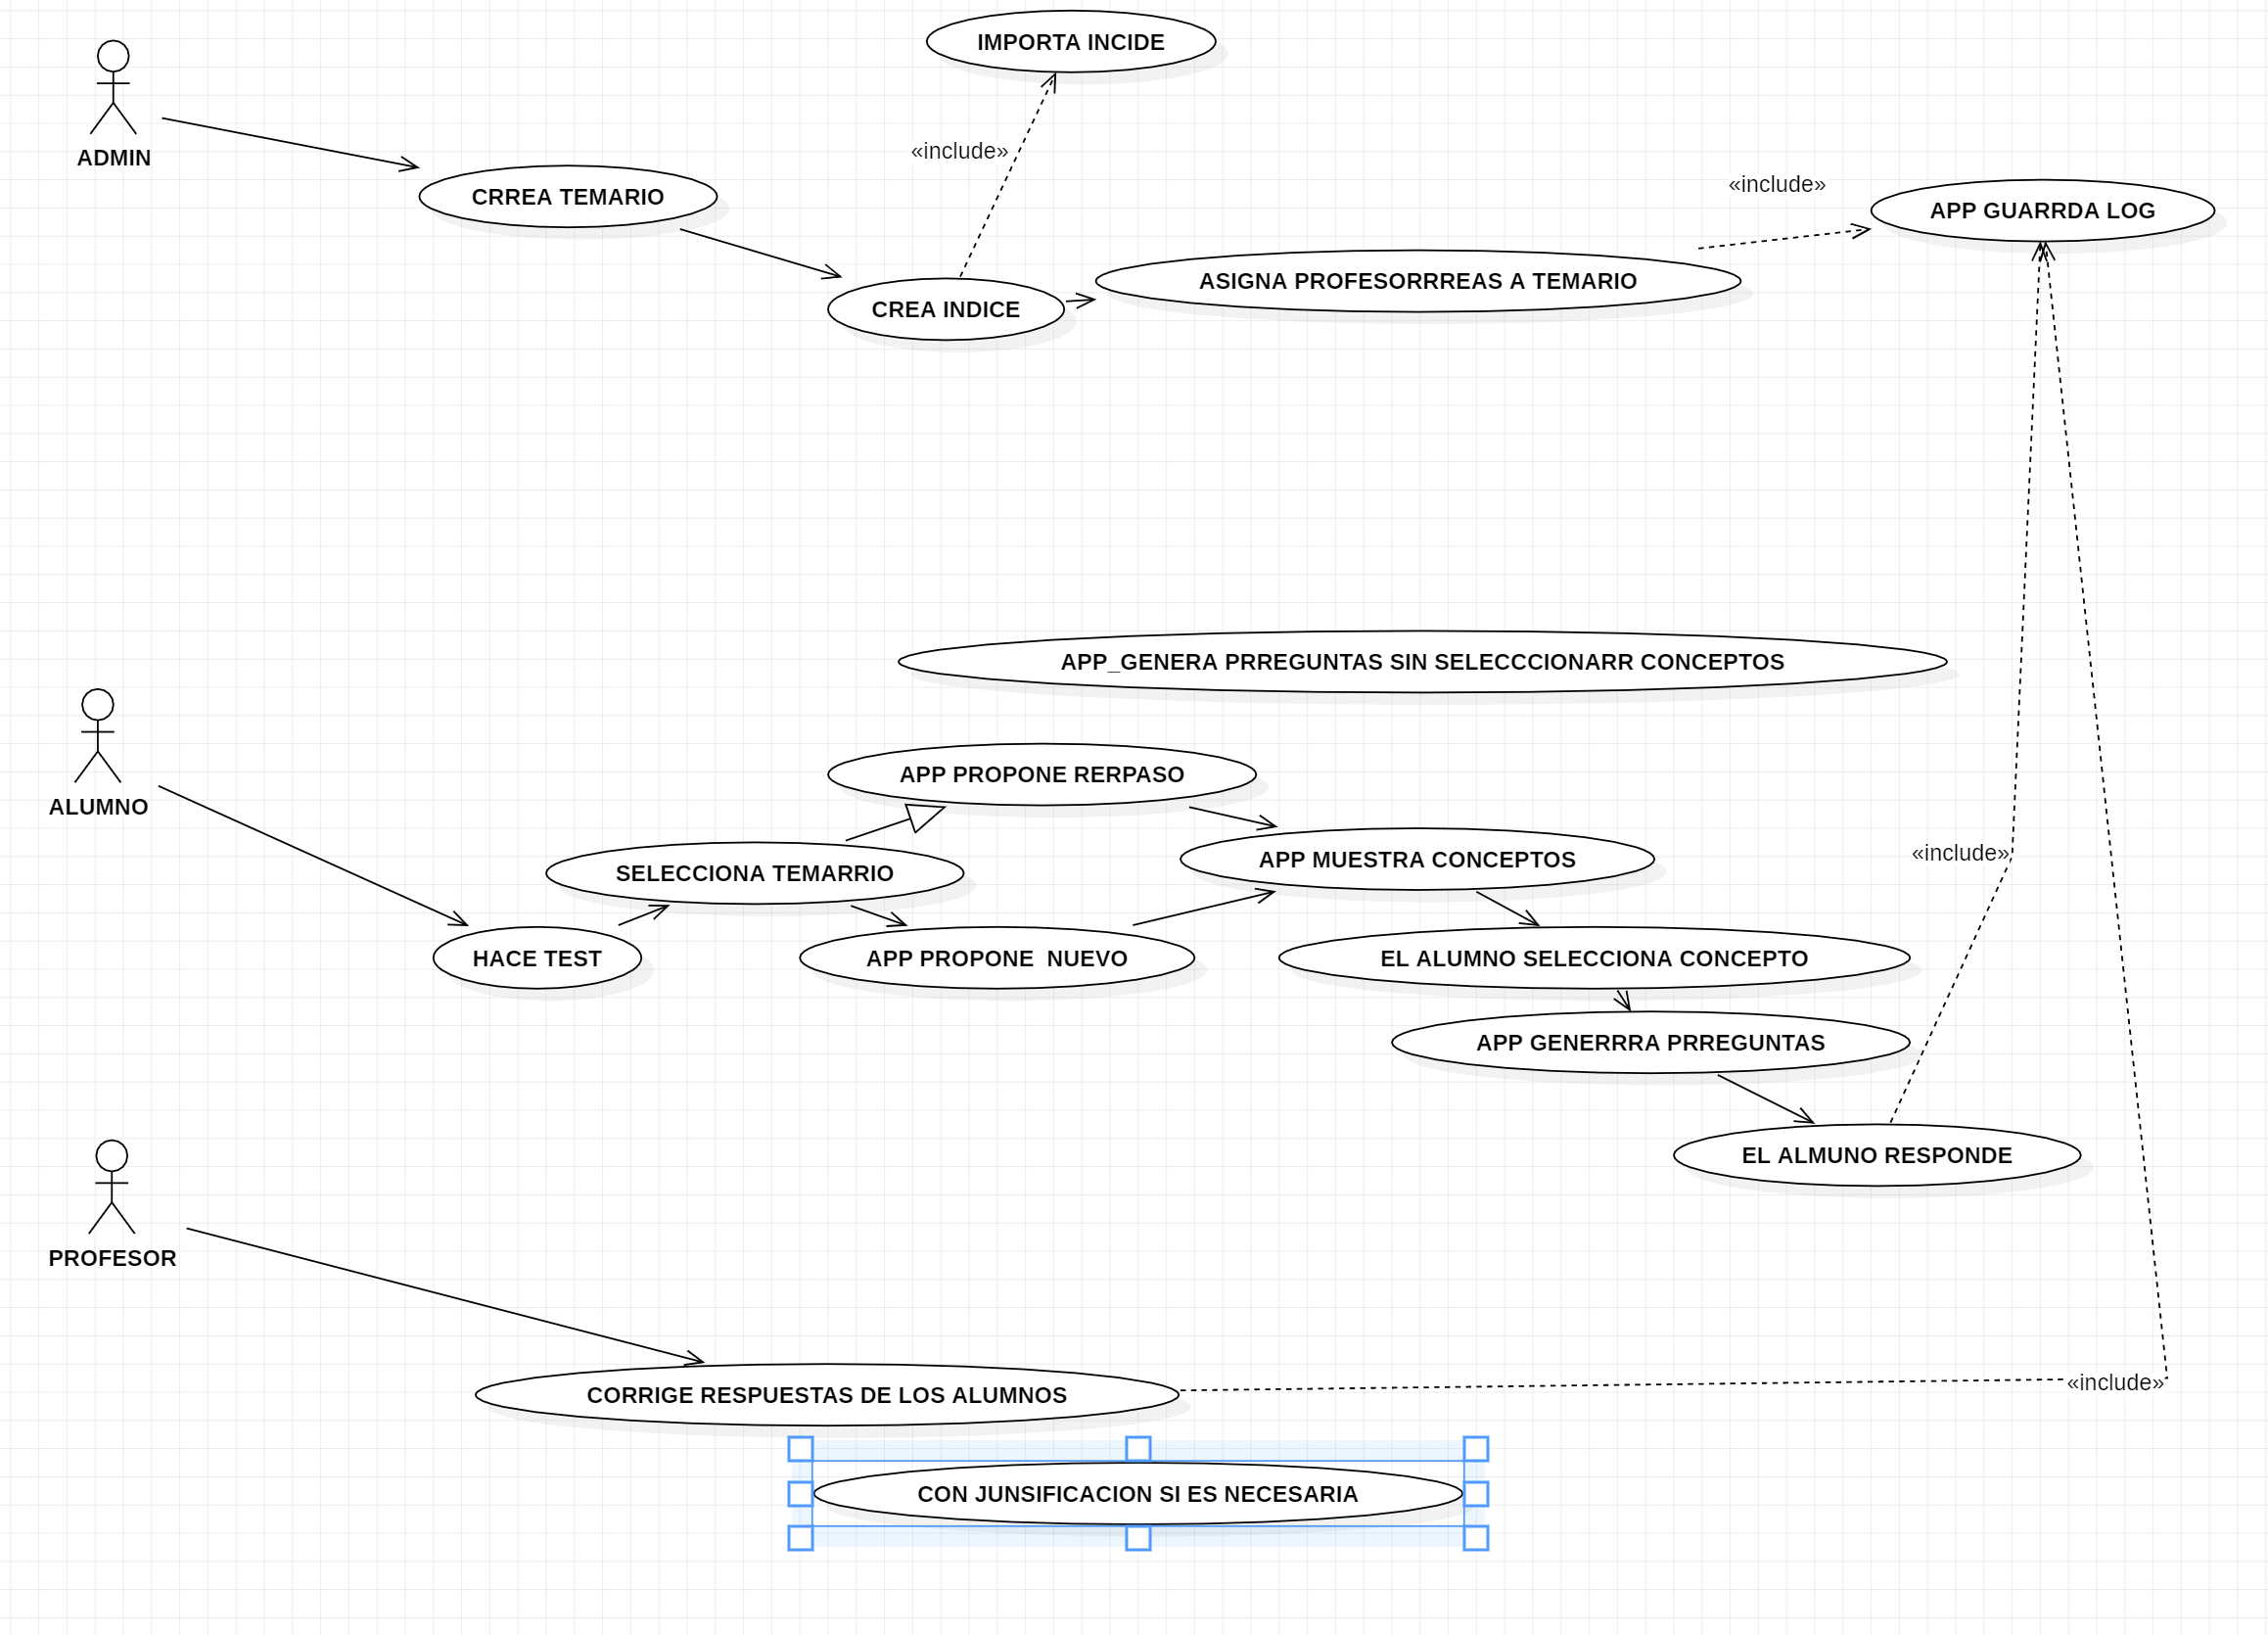 IMPORTA INCIDE
ADMIN
«include»
CRREA TEMARIO
«include»
APP GUARRDA LOG
ASIGNA PROFESORRREAS A TEMARIO
CREA INDICE
APP_GENERA PRREGUNTAS SIN SELECCCIONARR CONCEPTOS
ALUMNO
APP PROPONE RERPASO
«include»
APP MUESTRA CONCEPTOS
SELECCIONA TEMARRIO
HACE TEST
APP PROPONE  NUEVO
EL ALUMNO SELECCIONA CONCEPTO
APP GENERRRA PRREGUNTAS
EL ALMUNO RESPONDE
PROFESOR
«include»
CORRIGE RESPUESTAS DE LOS ALUMNOS
CON JUNSIFICACION SI ES NECESARIA